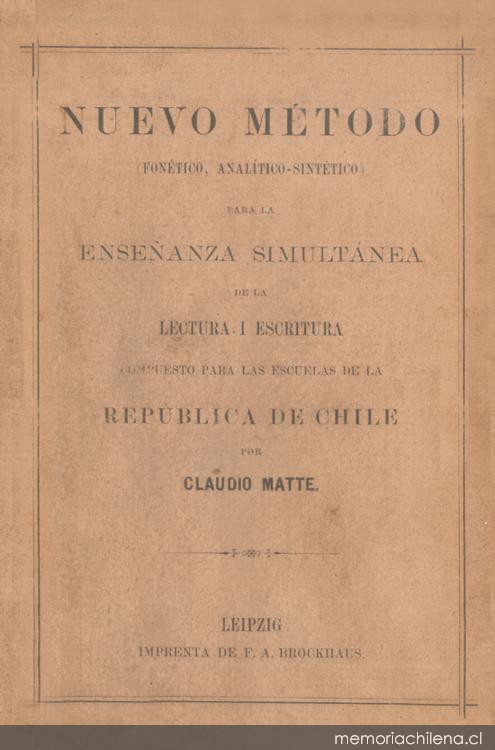 NUEVO MÉTODO
(FONÉTICO, ANALÍTICO-SINTÉTICO)
PARA LA
ENSEÑANZA SIMULTÁNEA
DE LA
LECTURA I ESCRITURA
COMPUESTO PARA LAS ESCUELAS DE LA
REPÚBLICA DE CHILE
POR
CLAUDIO MATTE.
LEIPZIG
IMPRENTA DE F. A. BROCKHAUS.
memoriachilena.cl